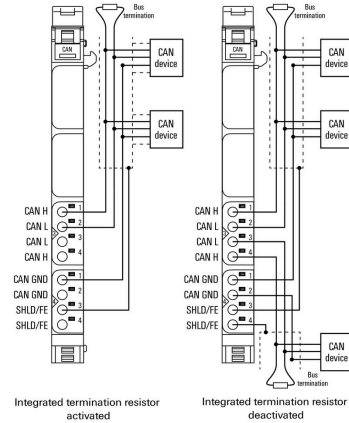 Bus
termination
CAN
CAN
device
CAN
device
1
2
3
4
CAN H
CAN L
CAN L
CAN H
1
2
3
4
CAN GND
CAN GND
SHLD/FE
SHLD/FE
Integrated termination resistor
activated
Bus
termination
CAN
CAN
device
CAN
device
1
2
3
4
CAN H
CAN L
CAN L
CAN H
1
2
3
4
CAN GND
CAN GND
SHLD/FE
SHLD/FE
CAN
device
Bus
termination
Integrated termination resistor
deactivated